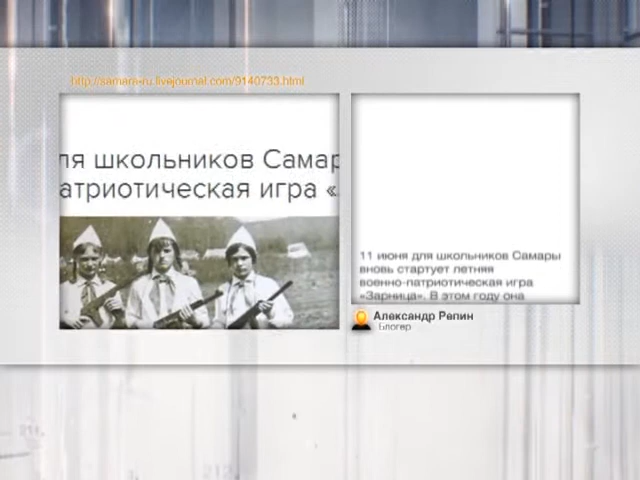 http://samara-ru.livejournal.com/9140733.html
ля школьников Самар
атриотическая игра «
11 июня для школьников Самары
вновь стартует летняя
военно-патриотическая игра
«Зарница». В этом году она
Александр Репин
Блогер